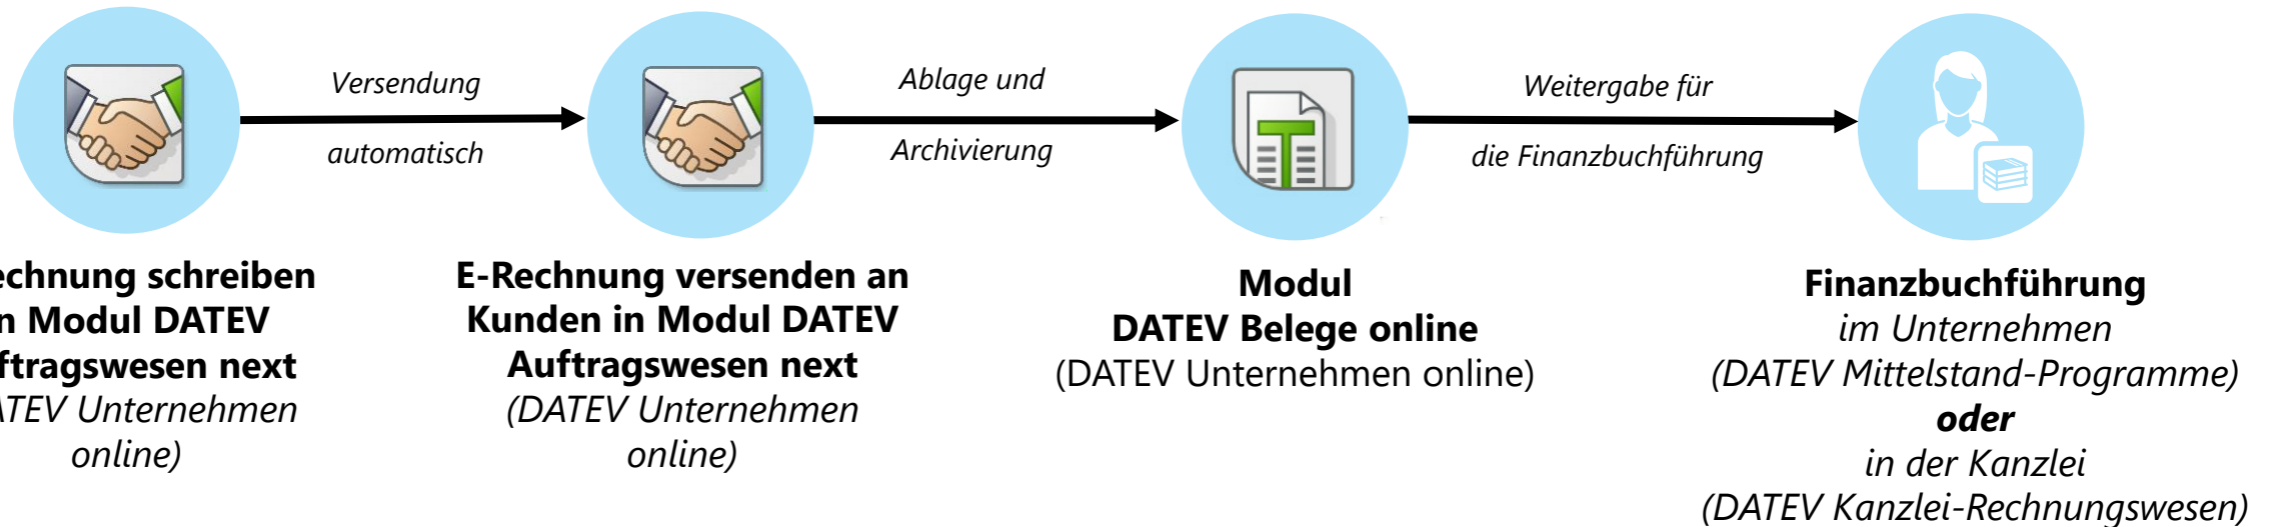 Versendung
automatisch
Ablage und
Archivierung
Weitergabe für
die Finanzbuchführung
echnung schreiben
n Modul DATEV
ftragswesen next
ATEV Unternehmen
online)
E-Rechnung versenden an
Kunden in Modul DATEV
Auftragswesen next
(DATEV Unternehmen
online)
Modul
DATEV Belege online
(DATEV Unternehmen online)
Finanzbuchführung
im Unternehmen
(DATEV Mittelstand-Programme)
oder
in der Kanzlei
(DATEV Kanzlei-Rechnungswesen)